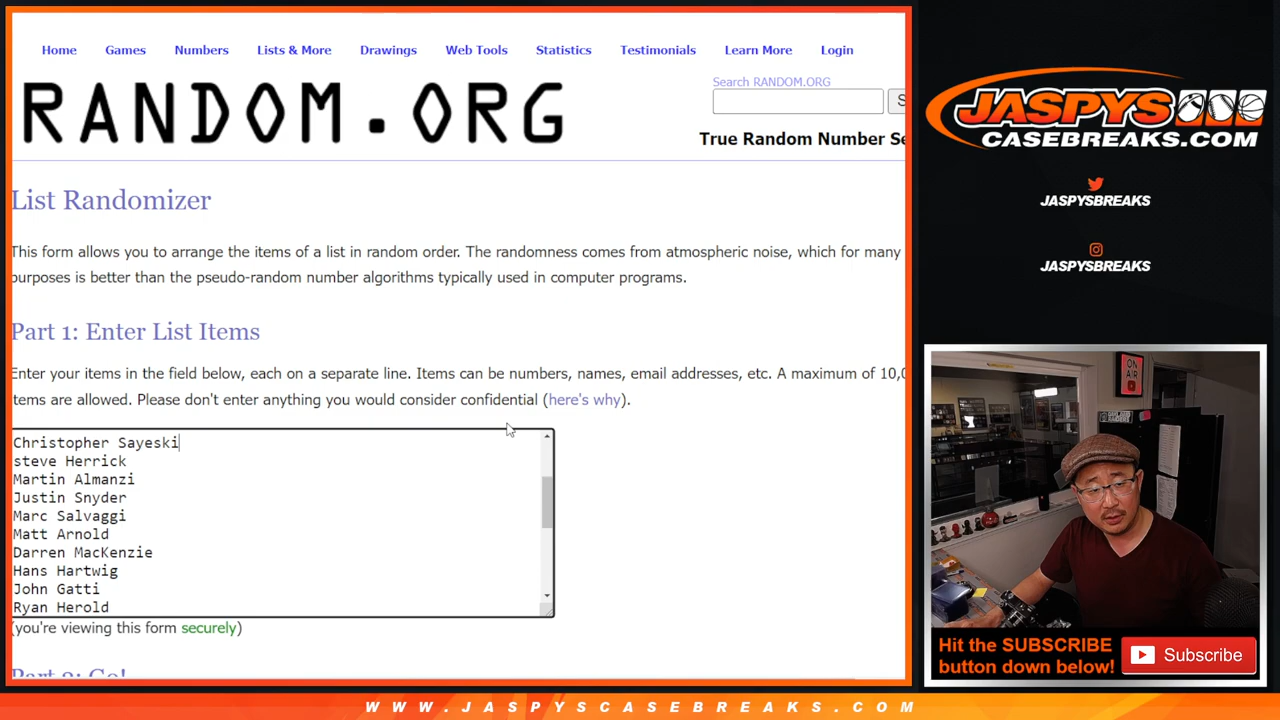 Home Games Numbers Lists & More Drawings Web Tools Statistics Testimonials Learn More Login
Search RANDOM.ORG
RANDOM.ORG
S
True Random Number Se
List Randomizer
This form allows you to arrange the items of a list in random order. The randomness comes from atmospheric noise, which for many
purposes is better than the pseudo-random number algorithms typically used in computer programs.
Part 1: Enter List Items
Enter your items in the field below, each on a separate line. Items can be numbers, names, email addresses, etc. A maximum of 10,0
tems are allowed. Please don't enter anything you would consider confidential (here's why).
Christopher Sayeski
steve Herrick
Martin Almanzi
Justin Snyder
Marc Salvaggi
Matt Arnold
Darren MacKenzie
Hans Hartwig
John Gatti
Ryan Herold
(you're viewing this form securely)
Part 2: Go!
JASPYS
CASEBREAKS.COM
JASPYSBREAKS
JASPYSBREAKS
ON AIR
Hit the SUBSCRIBE
button down below!
Subscribe
WWW.JASPYSCASEBREAKS.COM